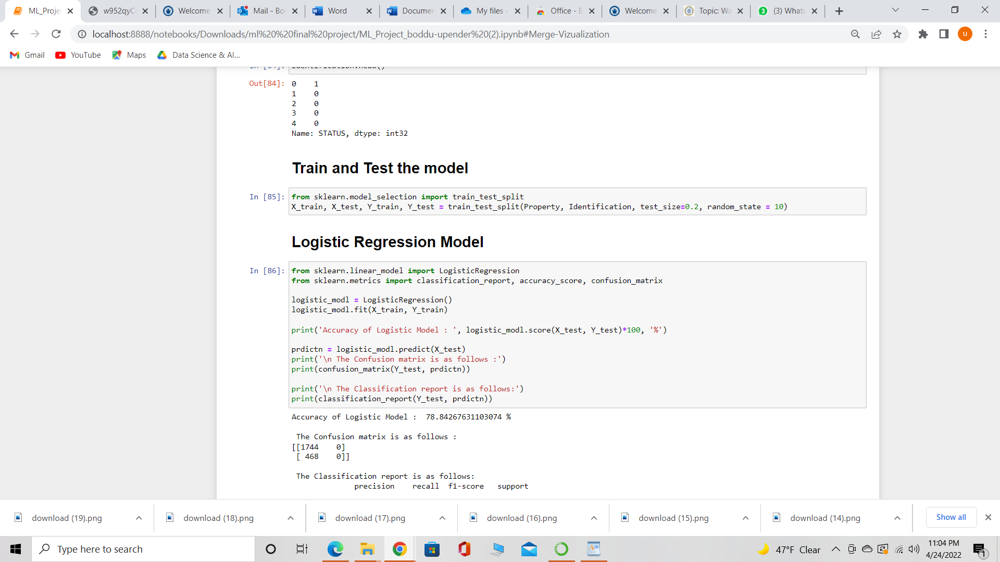 ML_Proje
w952qyC
Welcome
Mail - Bo
Word
Documen
My files -
Office - E
Welcome
Topic: Wa
(3) Whats
localhost:8888/notebooks/Downloads/ml%20%20final%20project/ML_Project_boddu-upender%20(2).ipynb#Merge-Vizualization
u
Gmail
YouTube
Maps
Data Science & AI...
Out[84]:
0 1
1 0
2 0
3 0
4 0
Name: STATUS, dtype: int32
Train and Test the model
In [85]:
from sklearn.model_selection import train_test_split
X_train, X_test, Y_train, Y_test = train_test_split(Property, Identification, test_size=0.2, random_state = 10)
Logistic Regression Model
In [86]:
from sklearn.linear_model import LogisticRegression
from sklearn.metrics import classification_report, accuracy_score, confusion_matrix
logistic_modl = LogisticRegression()
logistic_modl.fit(X_train, Y_train)
print('Accuracy of Logistic Model : ', logistic_modl.score(X_test, Y_test)*100, '%')
prdictn = logistic_modl.predict(X_test)
print('\n The Confusion matrix is as follows :')
print(confusion_matrix(Y_test, prdictn))
print('\n The Classification report is as follows:')
print(classification_report(Y_test, prdictn))
Accuracy of Logistic Model :  78.84267631103074 %
The Confusion matrix is as follows :
[[1744    0]
[ 468    0]]
The Classification report is as follows:
precision    recall  f1-score   support
download (19).png
download (18).png
download (17).png
download (16).png
download (15).png
download (14).png
Show all
Type here to search
47°F Clear
11:04 PM
4/24/2022
1